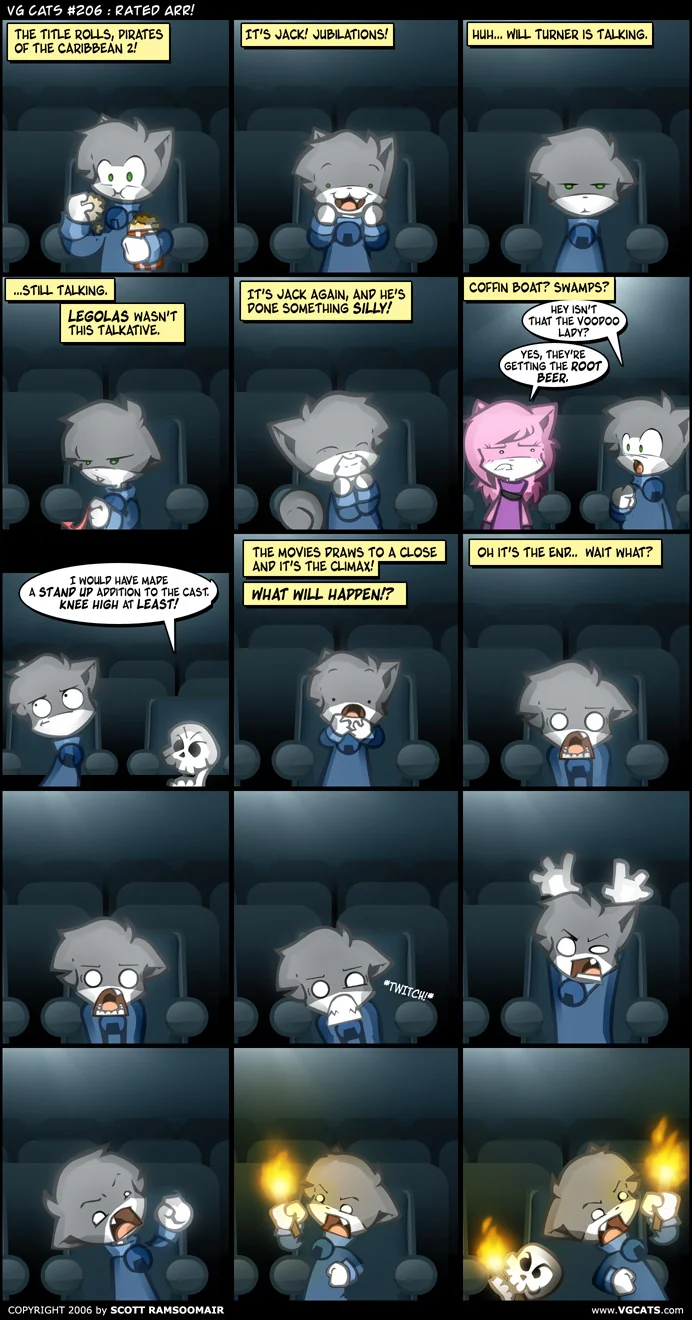 VG CATS #206 : RATED ARR!
THE TITLE ROLLS, PIRATES
OF THE CARIBBEAN 2!
IT'S JACK! JUBILATIONS!
HUH... WILL TURNER IS TALKING.
...STILL TALKING.
LEGOLAS WASN'T
THIS TALKATIVE.
IT'S JACK AGAIN, AND HE'S
DONE SOMETHING SILLY!
COFFIN BOAT? SWAMPS?
HEY ISN'T
THAT THE VOODOO
LADY?
YES, THEY'RE
GETTING THE ROOT
BEER.
I WOULD HAVE MADE
A STAND UP ADDITION TO THE CAST.
KNEE HIGH AT LEAST!
THE MOVIES DRAWS TO A CLOSE
AND IT'S THE CLIMAX!
WHAT WILL HAPPEN!?
OH IT'S THE END... WAIT WHAT?
*TWITCH!*
COPYRIGHT 2006 by SCOTT RAMSOOMAIR
www.VGCATS.com